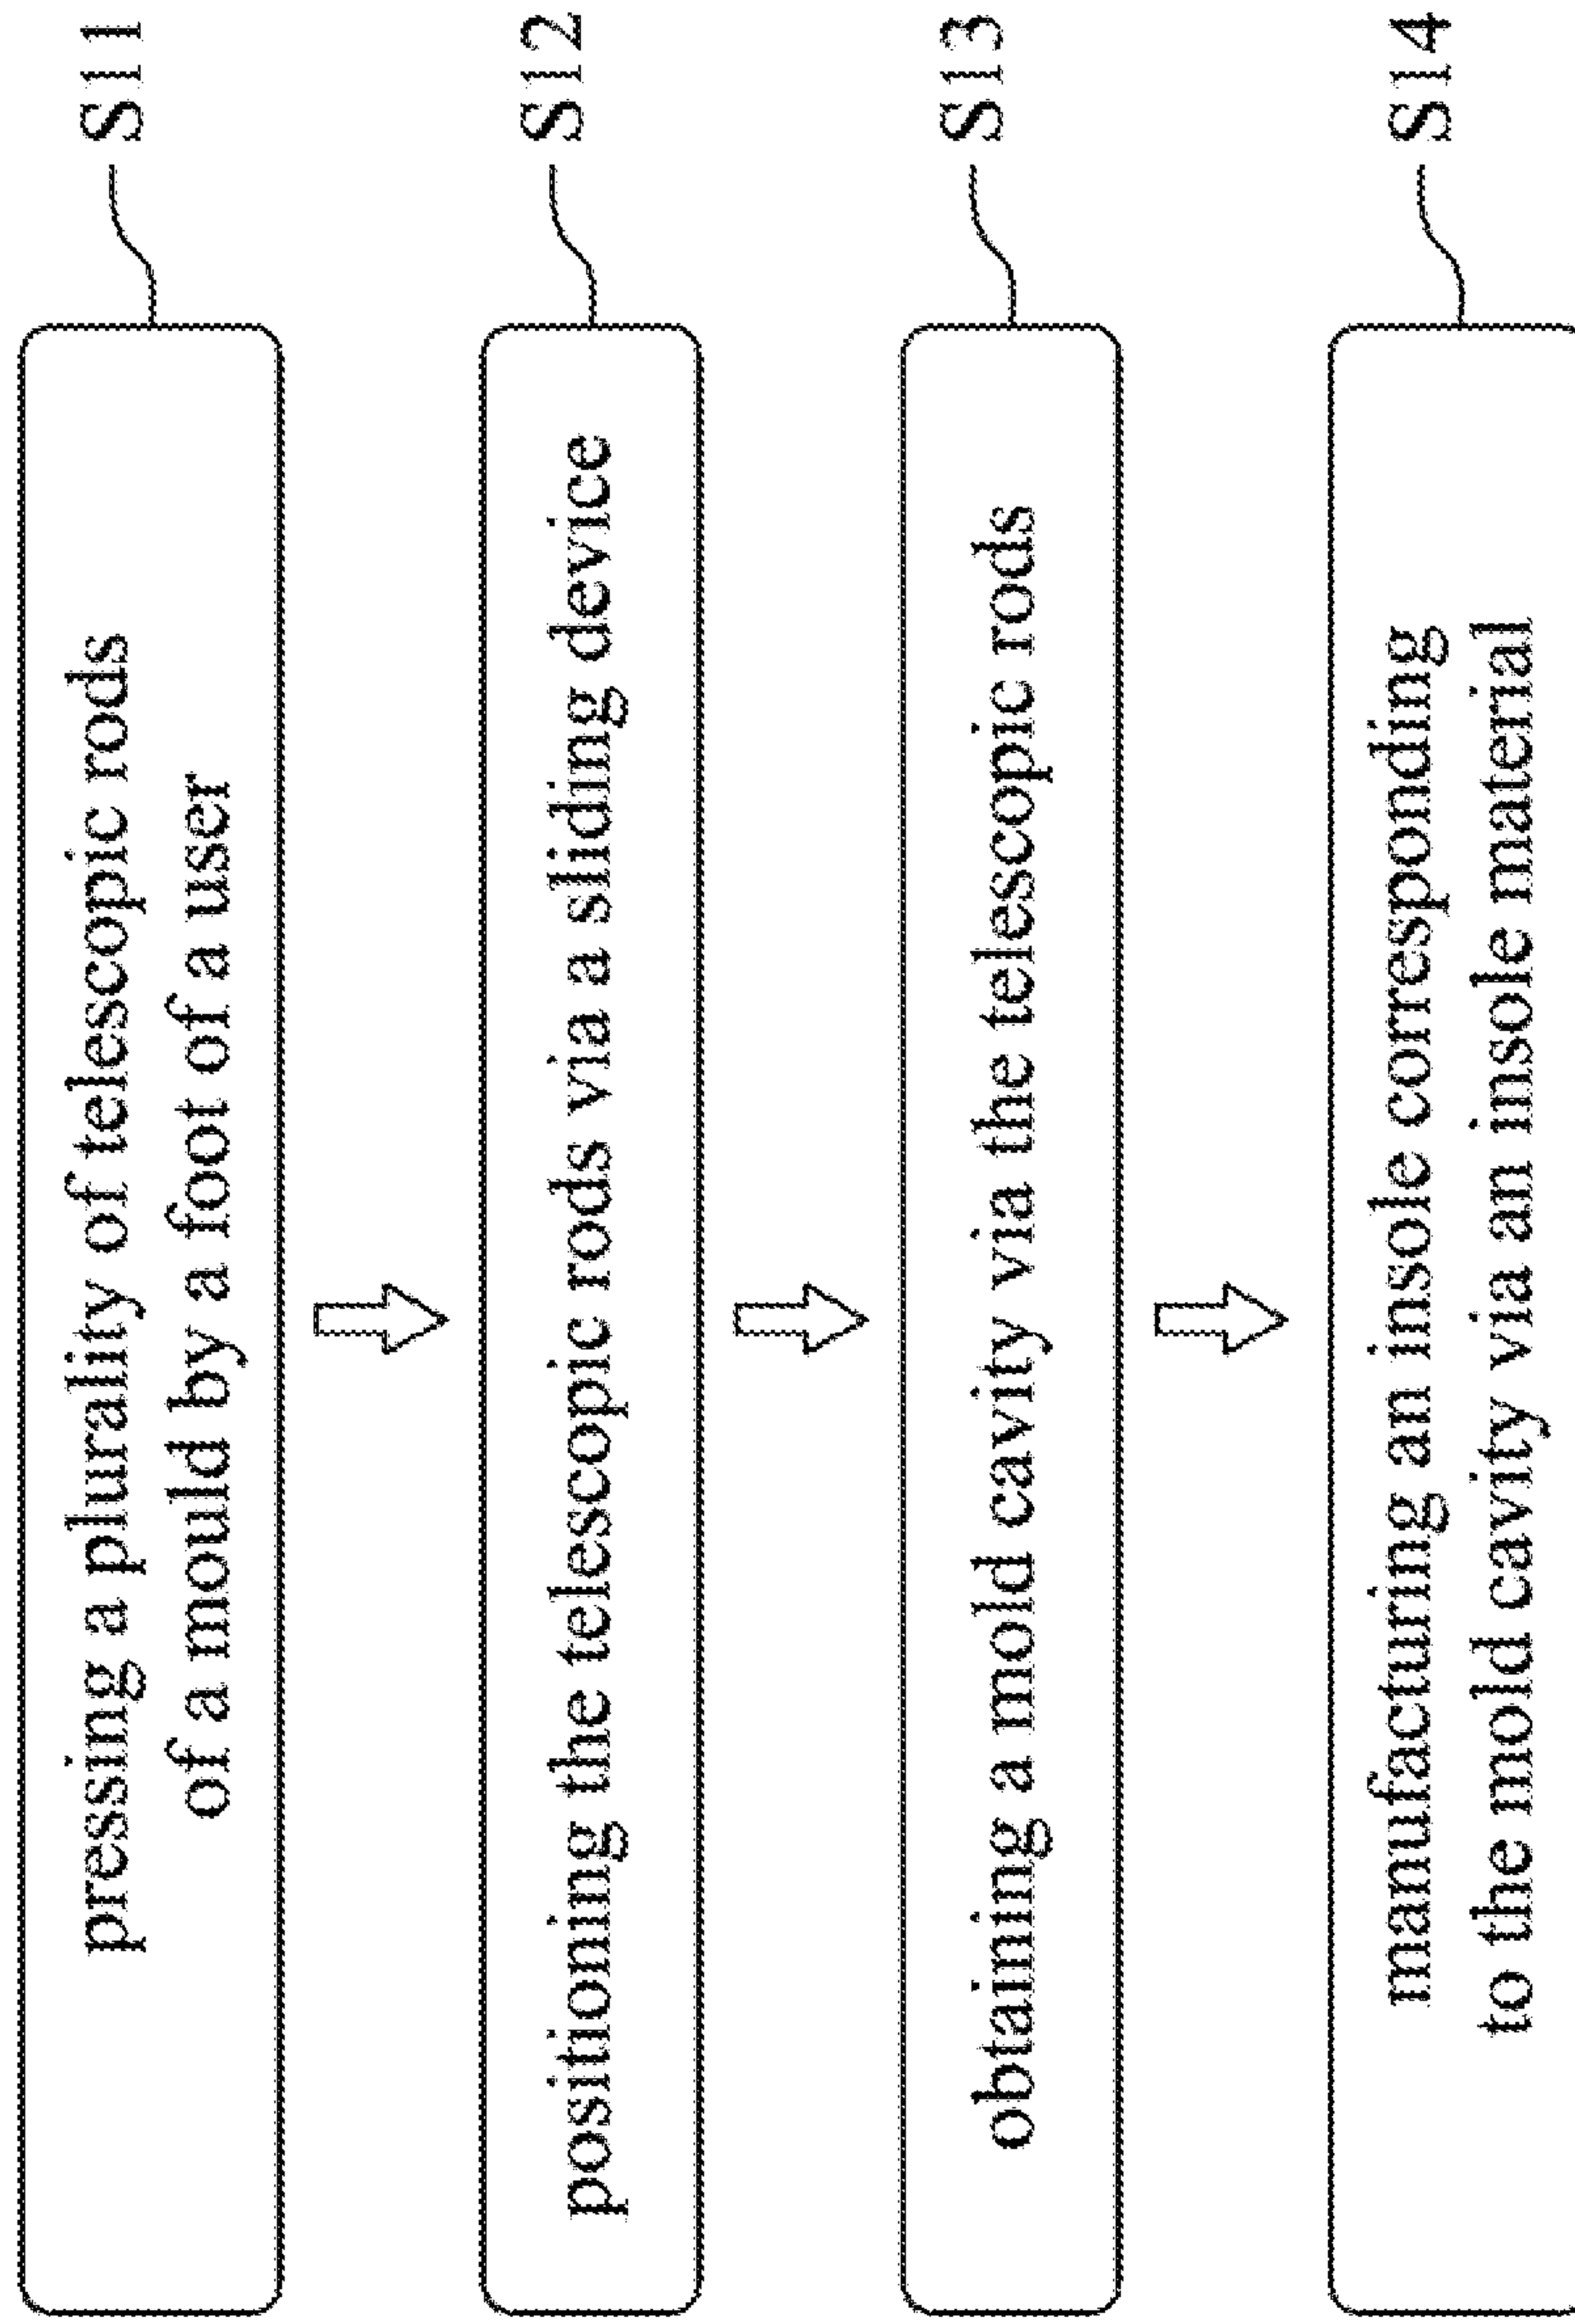 pressing a plurality of telescopic rods
of a mould by a foot of a user
S11
positioning the telescopic rods via a sliding device
S12
obtaining a mold cavity via the telescopic rods
S13
manufacturing an insole corresponding
to the mold cavity via an insole material
S14